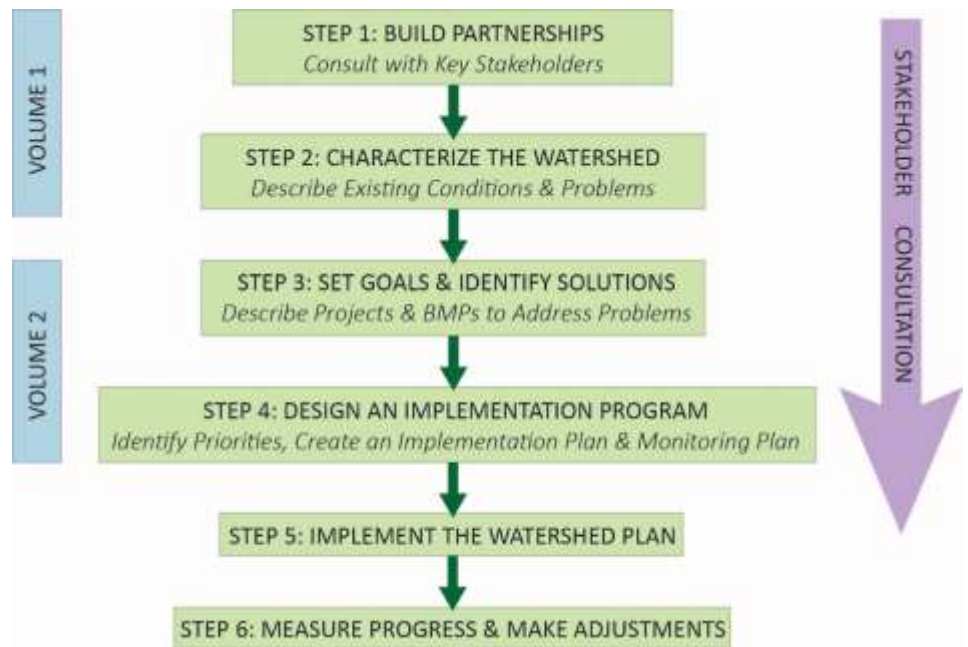 VOLUME 1
STEP 1: BUILD PARTNERSHIPS
Consult with Key Stakeholders
STEP 2: CHARACTERIZE THE WATERSHED
Describe Existing Conditions & Problems
VOLUME 2
STEP 3: SET GOALS & IDENTIFY SOLUTIONS
Describe Projects & BMPs to Address Problems
STEP 4: DESIGN AN IMPLEMENTATION PROGRAM
Identify Priorities, Create an Implementation Plan & Monitoring Plan
STEP 5: IMPLEMENT THE WATERSHED PLAN
STEP 6: MEASURE PROGRESS & MAKE ADJUSTMENTS
STAKEHOLDER CONSULTATION